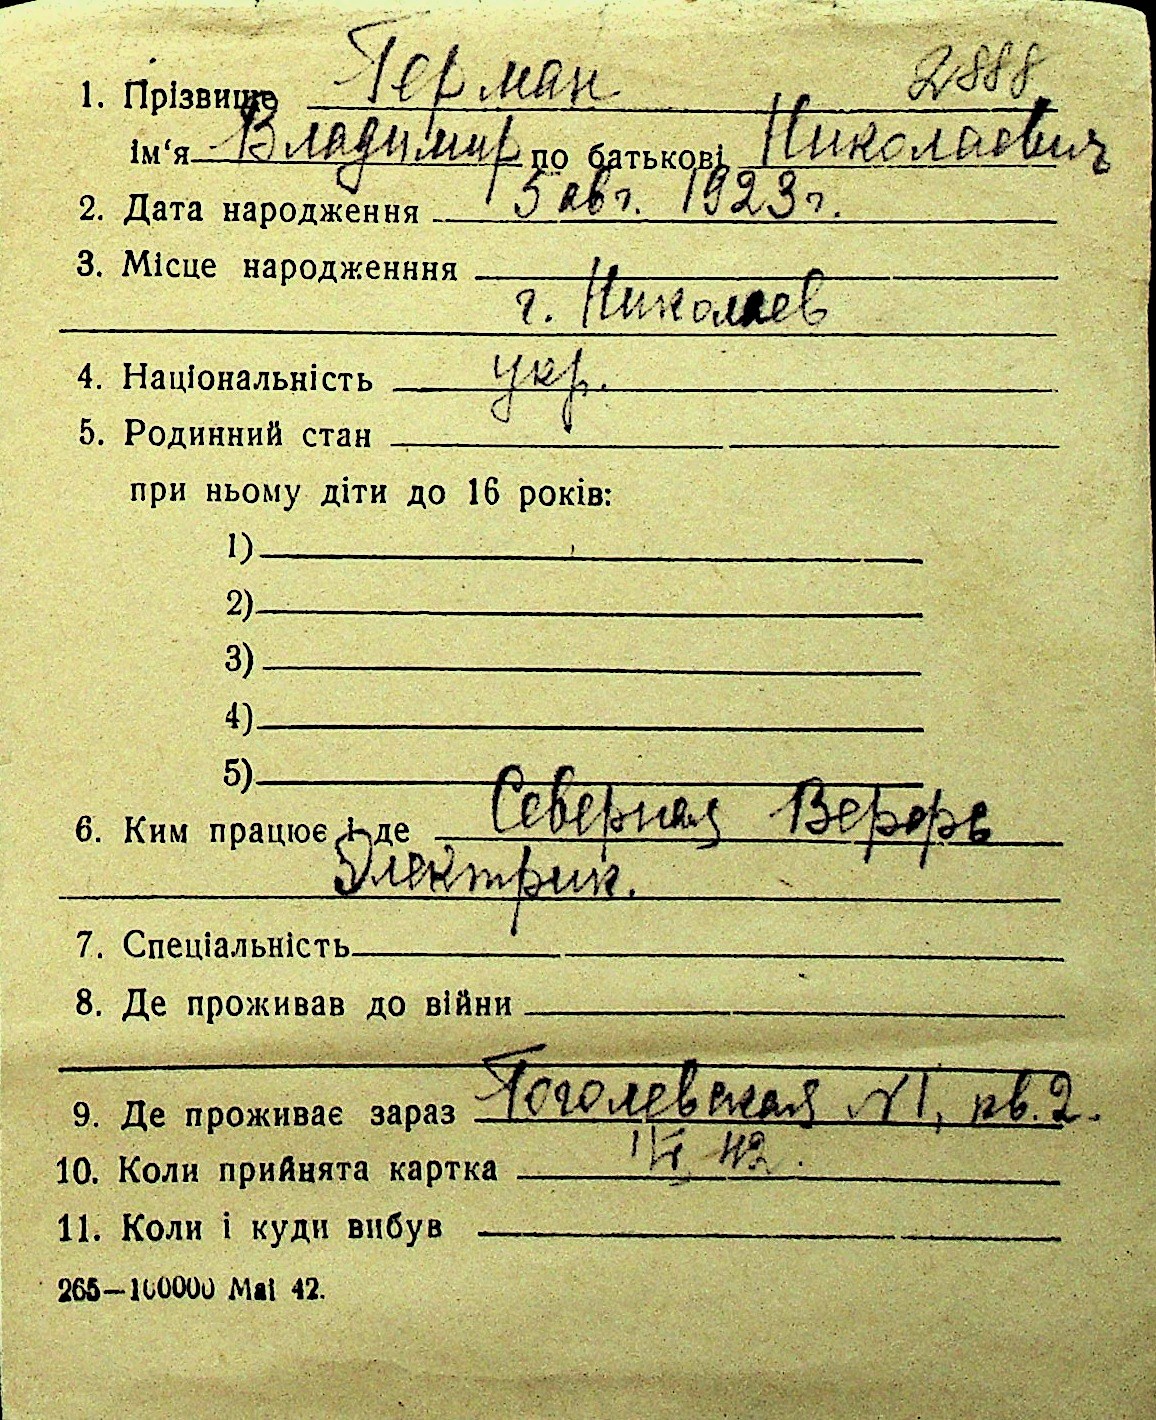 1. Прізвище Герман 2888
ім‘я Владимир по батькові Николаевич
2. Дата народження 5 авг. 1923 г.
3. Місце народженння
г. Николаев
4. Національність укр.
5. Родинний стан
при ньому діти до 16 років:
1)
2)
3)
4)
5)
6. Ким працює і де Северная Верфь
Электрик.
7. Спеціальність
8. Де проживав до війни
9. Де проживає зараз Гоголевская №1, кв. 2.
10. Коли прийнята картка 42.
11. Коли і куди вибув
265—100000 Mai 42.